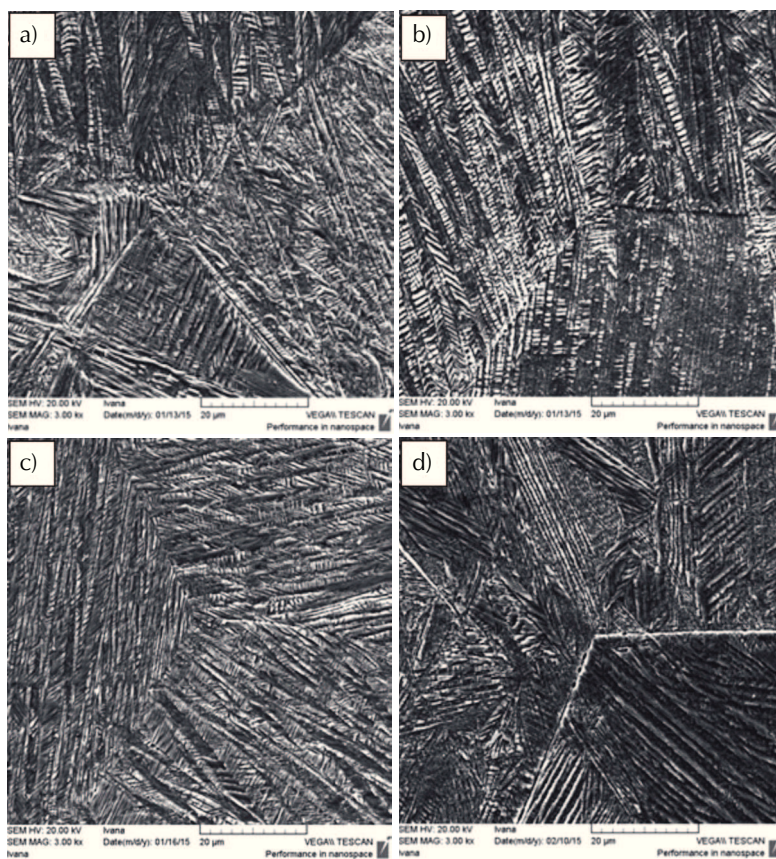 a)
SEM HV: 20.00 kV Ivana
SEM MAG: 3.00 kx Date(m/d/y): 01/13/15 20 µm VEGA\\ TESCAN
Ivana Performance in nanospace
b)
SEM HV: 20.00 kV Ivana
SEM MAG: 3.00 kx Date(m/d/y): 01/13/15 20 µm VEGA\\ TESCAN
Ivana Performance in nanospace
c)
SEM HV: 20.00 kV Ivana
SEM MAG: 3.00 kx Date(m/d/y): 01/16/15 20 µm VEGA\\ TESCAN
Ivana Performance in nanospace
d)
SEM HV: 20.00 kV Ivana
SEM MAG: 3.00 kx Date(m/d/y): 02/10/15 20 µm VEGA\\ TESCAN
Ivana Performance in nanospace